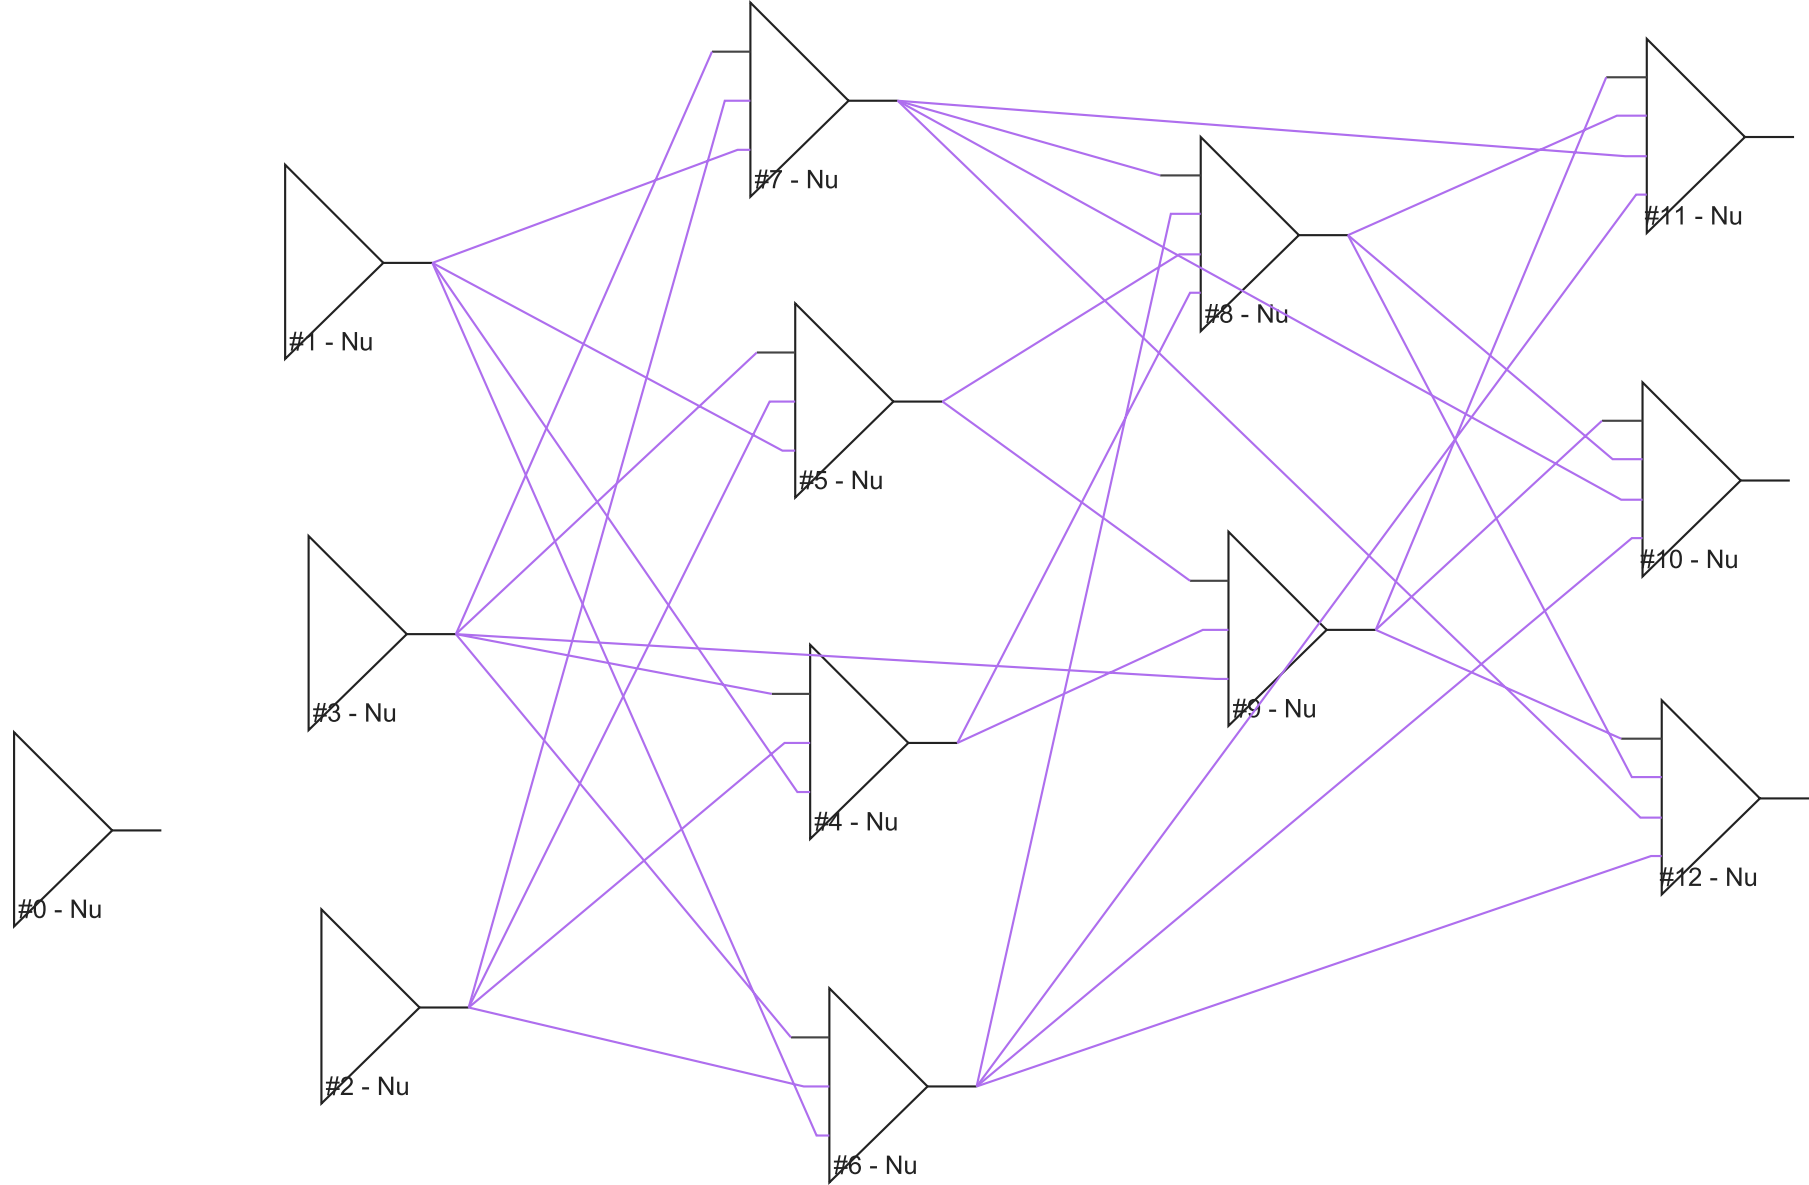 #7 - Nu
#11 - Nu
#8 - Nu
#1 - Nu
#5 - Nu
#10 - Nu
#3 - Nu
#9 - Nu
#4 - Nu
#12 - Nu
#0 - Nu
#2 - Nu
#6 - Nu